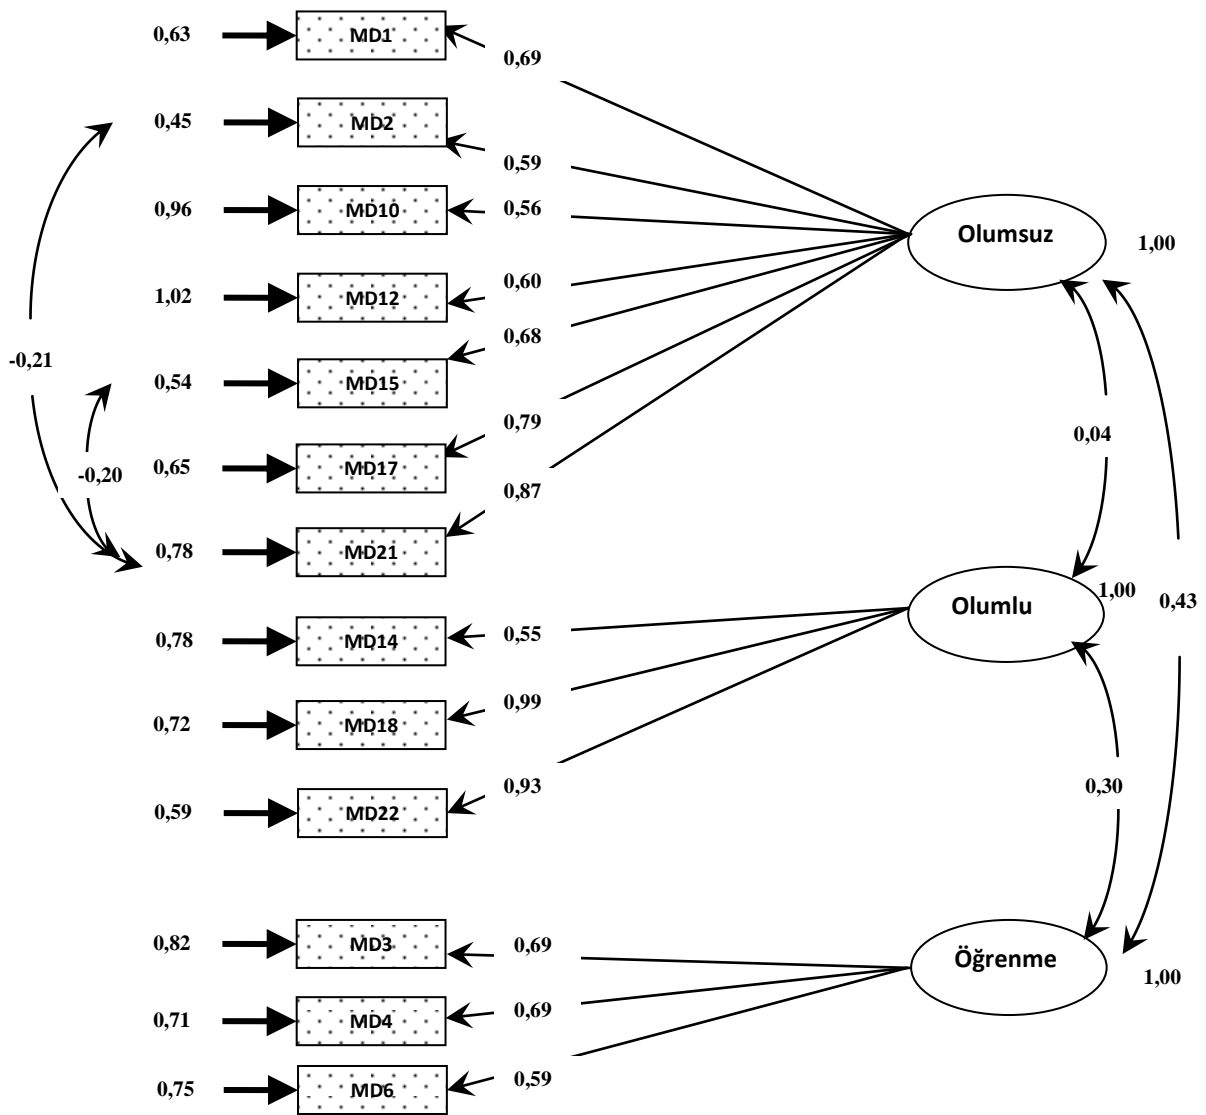 0,63 MD1
0,69
0,45 MD2
0,59
0,96 MD10 0,56
Olumsuz 1,00
1,02 MD12 0,60
0,68
-0,21
0,54 MD15
0,79
0,04
0,65 MD17
-0,20
0,87
0,78 MD21
1,00
Olumlu 0,43
0,78 MD14 0,55
0,72 MD18 0,99
0,93 0,30
0,59 MD22
0,82 MD3 0,69
Öğrenme
1,00
0,71 MD4 0,69
0,75 MD6 0,59